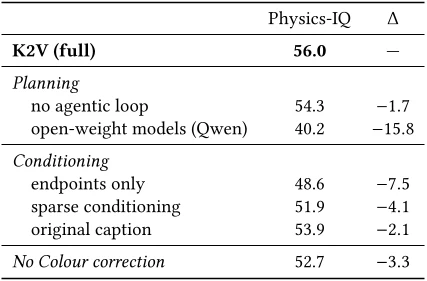 Physics-IQ Δ
K2V (full) 56.0 —
Planning
no agentic loop 54.3 −1.7
open-weight models (Qwen) 40.2 −15.8
Conditioning
endpoints only 48.6 −7.5
sparse conditioning 51.9 −4.1
original caption 53.9 −2.1
No Colour correction 52.7 −3.3